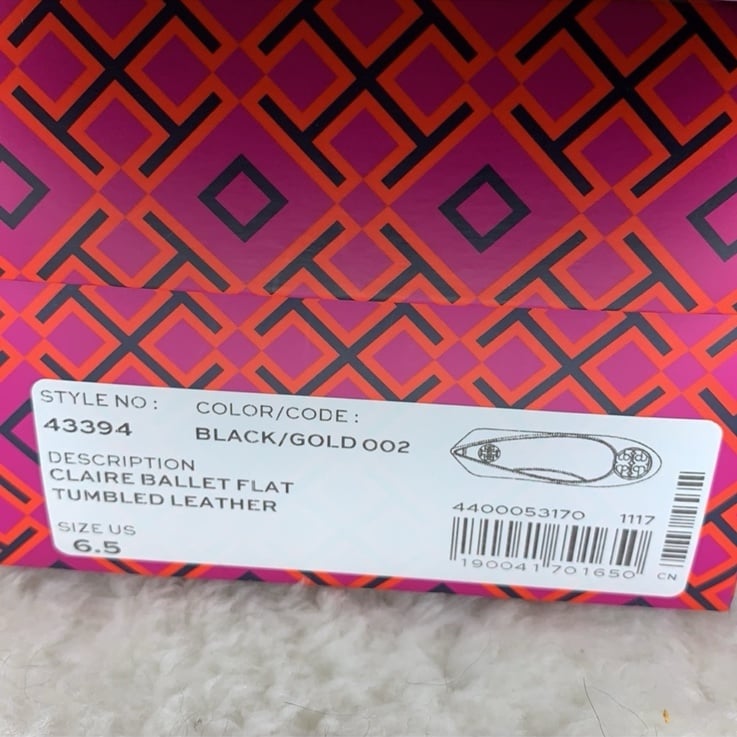 STYLE NO :
43394
COLOR/CODE :
BLACK/GOLD 002
DESCRIPTION
CLAIRE BALLET FLAT
TUMBLED LEATHER
SIZE US
6.5
4400053170 1117
190041 701650
CN